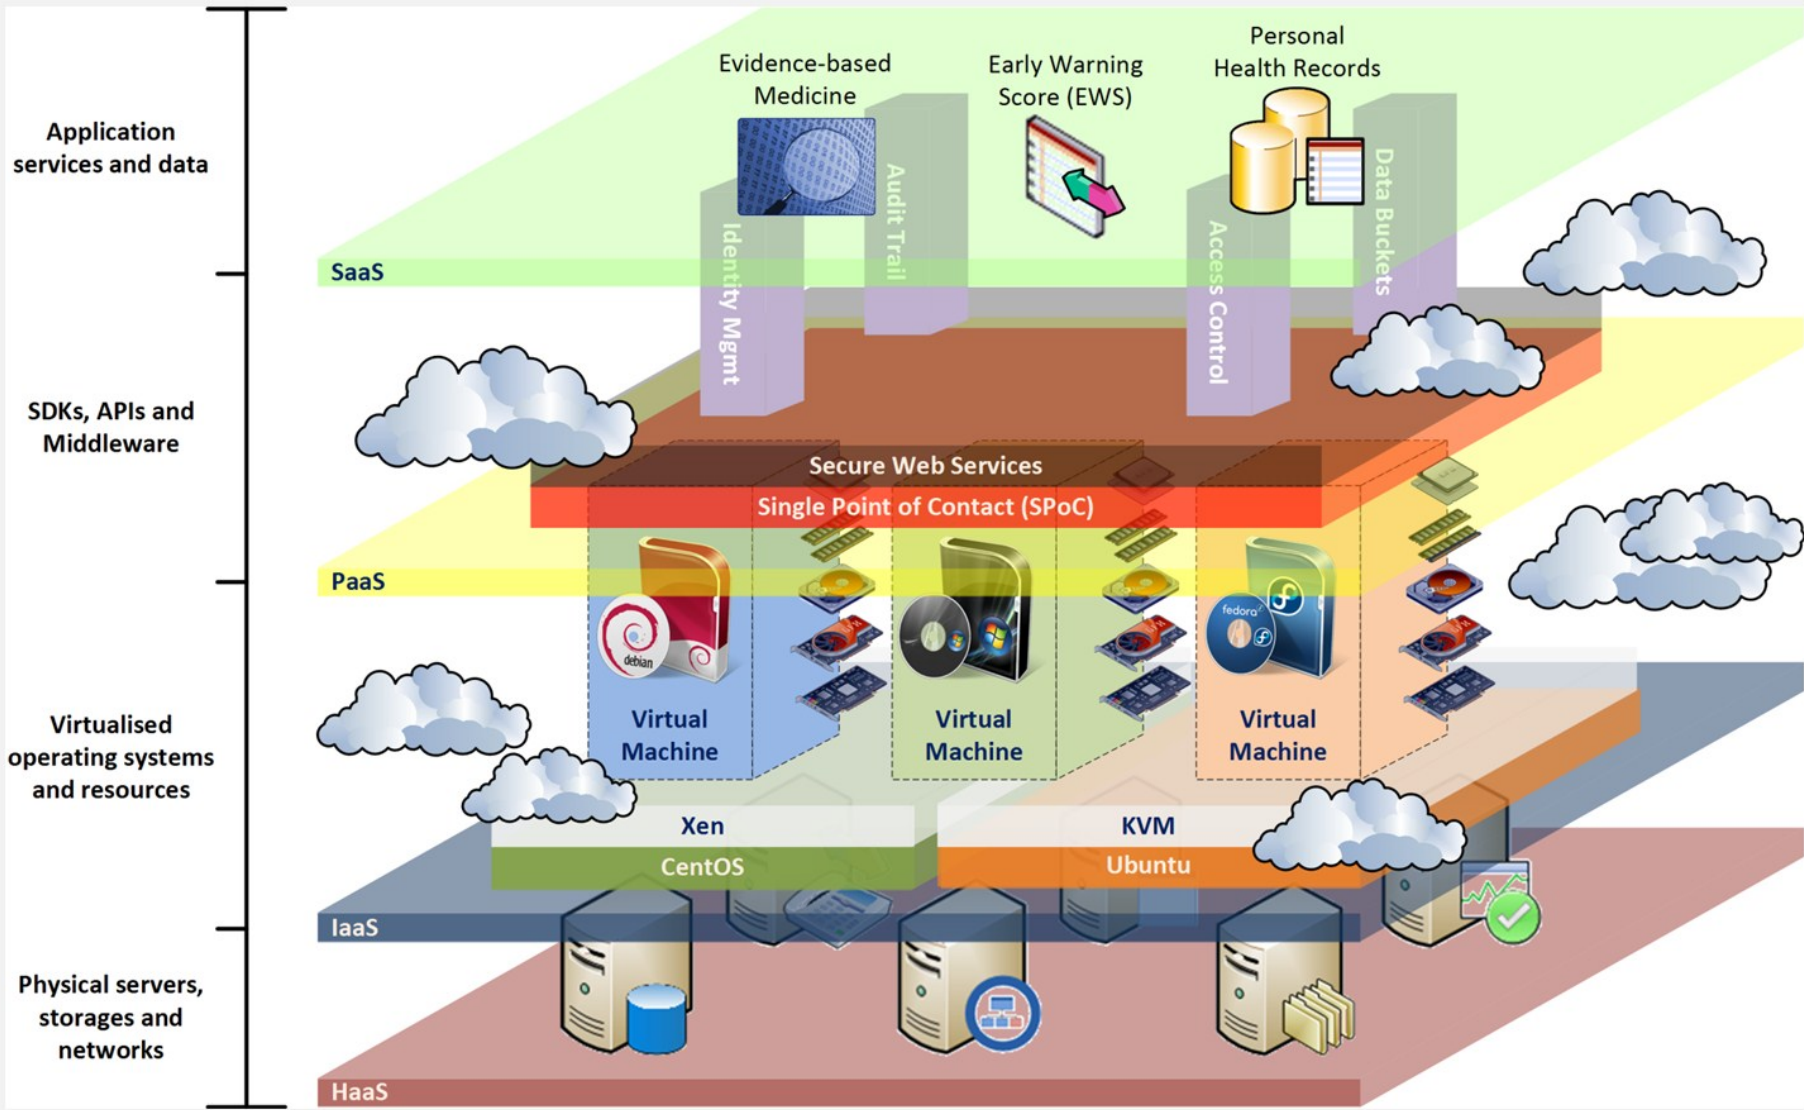 Application
services and data
SDKs, APIs and
Middleware
Virtualised
operating systems
and resources
Physical servers,
storages and
networks
Evidence-based
Medicine
Early Warning
Score (EWS)
Personal
Health Records
Identity Mgmt
Audit Trail
Access Control
Data Buckets
SaaS
Secure Web Services
Single Point of Contact (SPoC)
PaaS
debian
fedora
Virtual
Machine
Virtual
Machine
Virtual
Machine
Xen
KVM
CentOS
Ubuntu
IaaS
HaaS